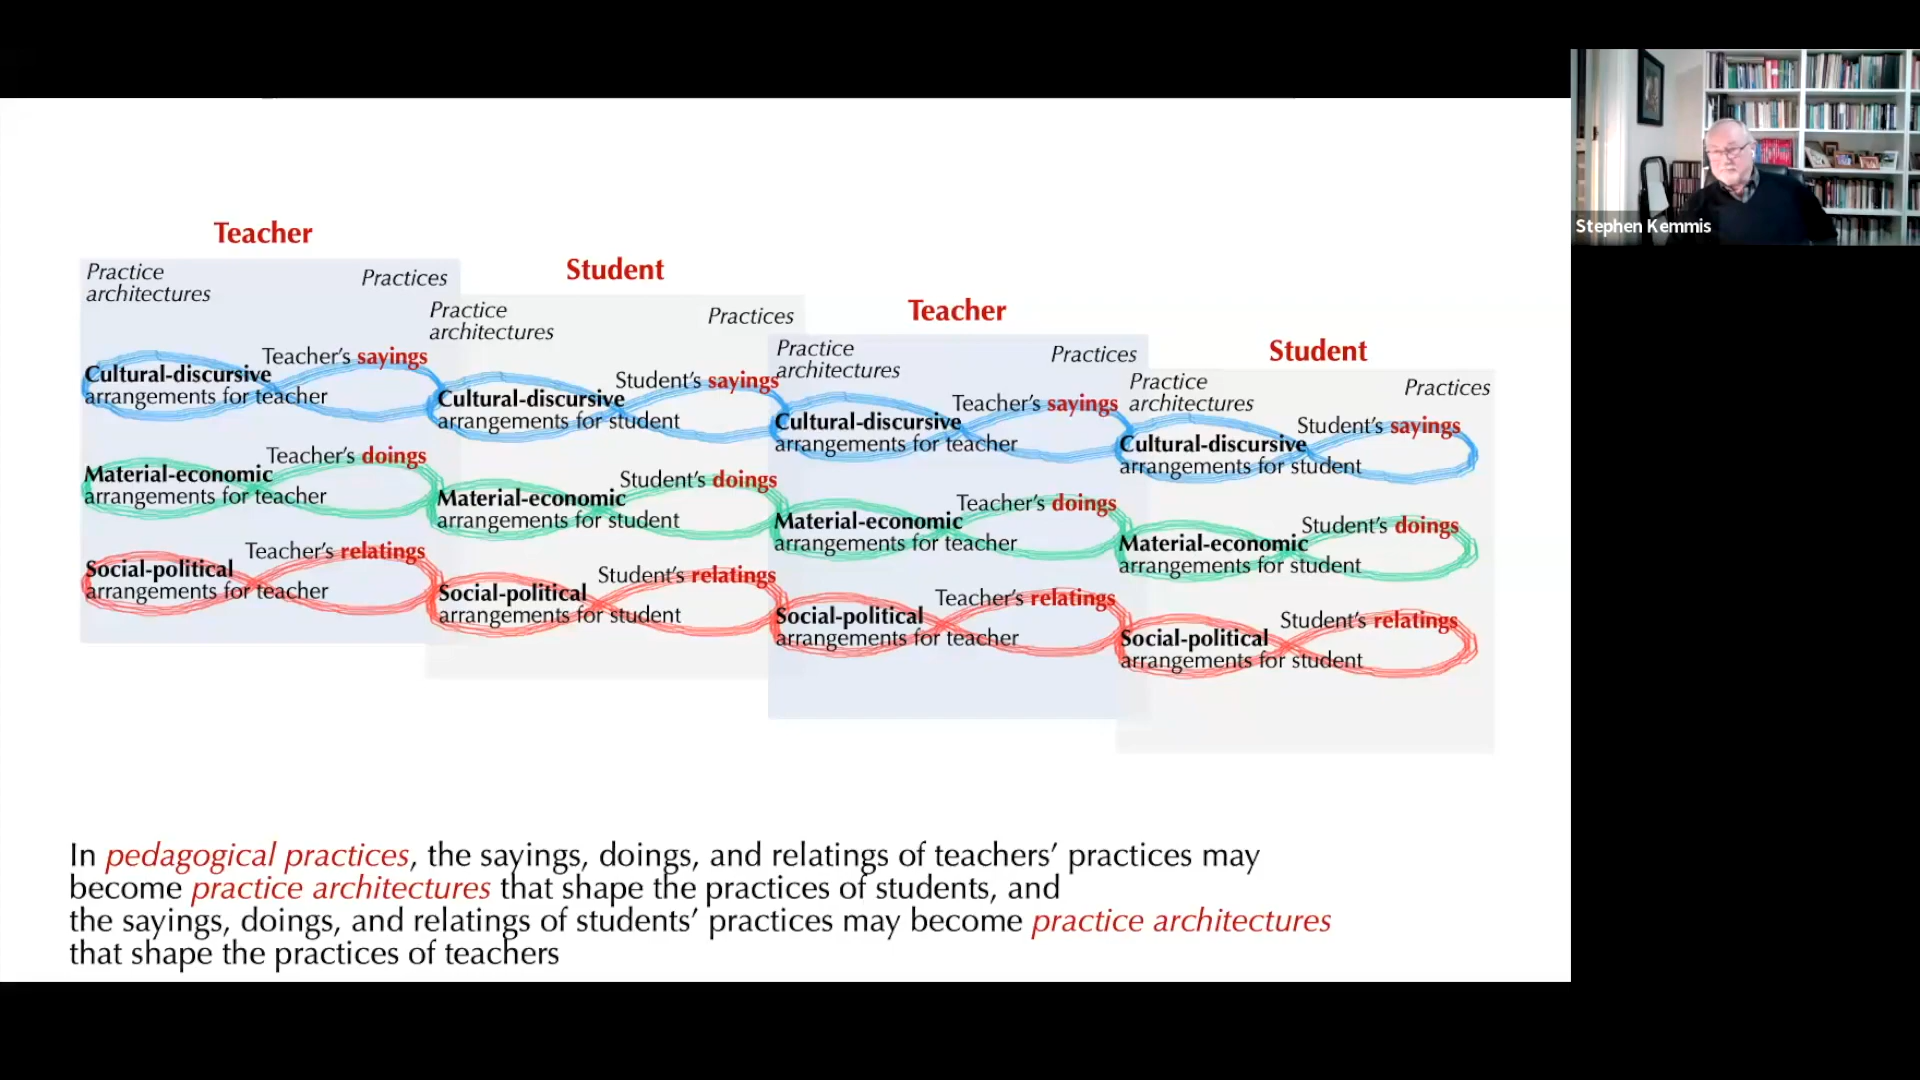 Stephen Kemmis
Teacher
Practice
architectures
Practices
Teacher's sayings
Cultural-discursive
arrangements for teacher
Teacher's doings
Material-economic
arrangements for teacher
Teacher's relatings
Social-political
arrangements for teacher
Student
Practice
architectures
Practices
Student's sayings
Cultural-discursive
arrangements for student
Student's doings
Material-economic
arrangements for student
Student's relatings
Social-political
arrangements for student
Teacher
Practice
architectures
Practices
Teacher's sayings
Cultural-discursive
arrangements for teacher
Teacher's doings
Material-economic
arrangements for teacher
Teacher's relatings
Social-political
arrangements for teacher
Student
Practice
architectures
Practices
Student's sayings
Cultural-discursive
arrangements for student
Student's doings
Material-economic
arrangements for student
Student's relatings
Social-political
arrangements for student
In pedagogical practices, the sayings, doings, and relatings of teachers' practices may
become practice architectures that shape the practices of students, and
the sayings, doings, and relatings of students' practices may become practice architectures
that shape the practices of teachers